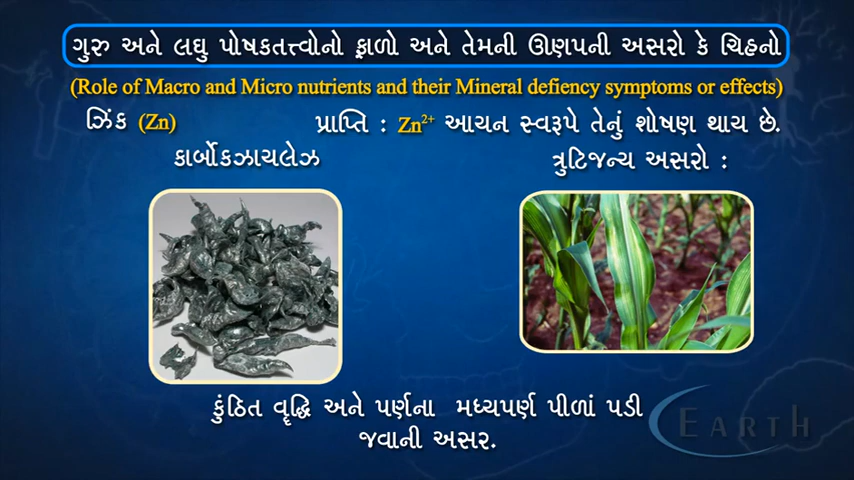 ગુરુ અને લઘુ પોષકતત્ત્વોનો ફાળો અને તેમની ઊણપની અસરો કે ચિહનો
(Role of Macro and Micro nutrients and their Mineral defiency symptoms or effects)
ઝિંક (Zn) પ્રાપ્તિ : Zn²⁺ આયન સ્વરૂપે તેનું શોષણ થાય છે.
કાર્બોકઝાયલેઝ ત્રુટિજન્ય અસરો :
કુંઠિત વૃદ્ધિ અને પર્ણના મધ્યપર્ણ પીળાં પડી
જવાની અસર.
EARTH